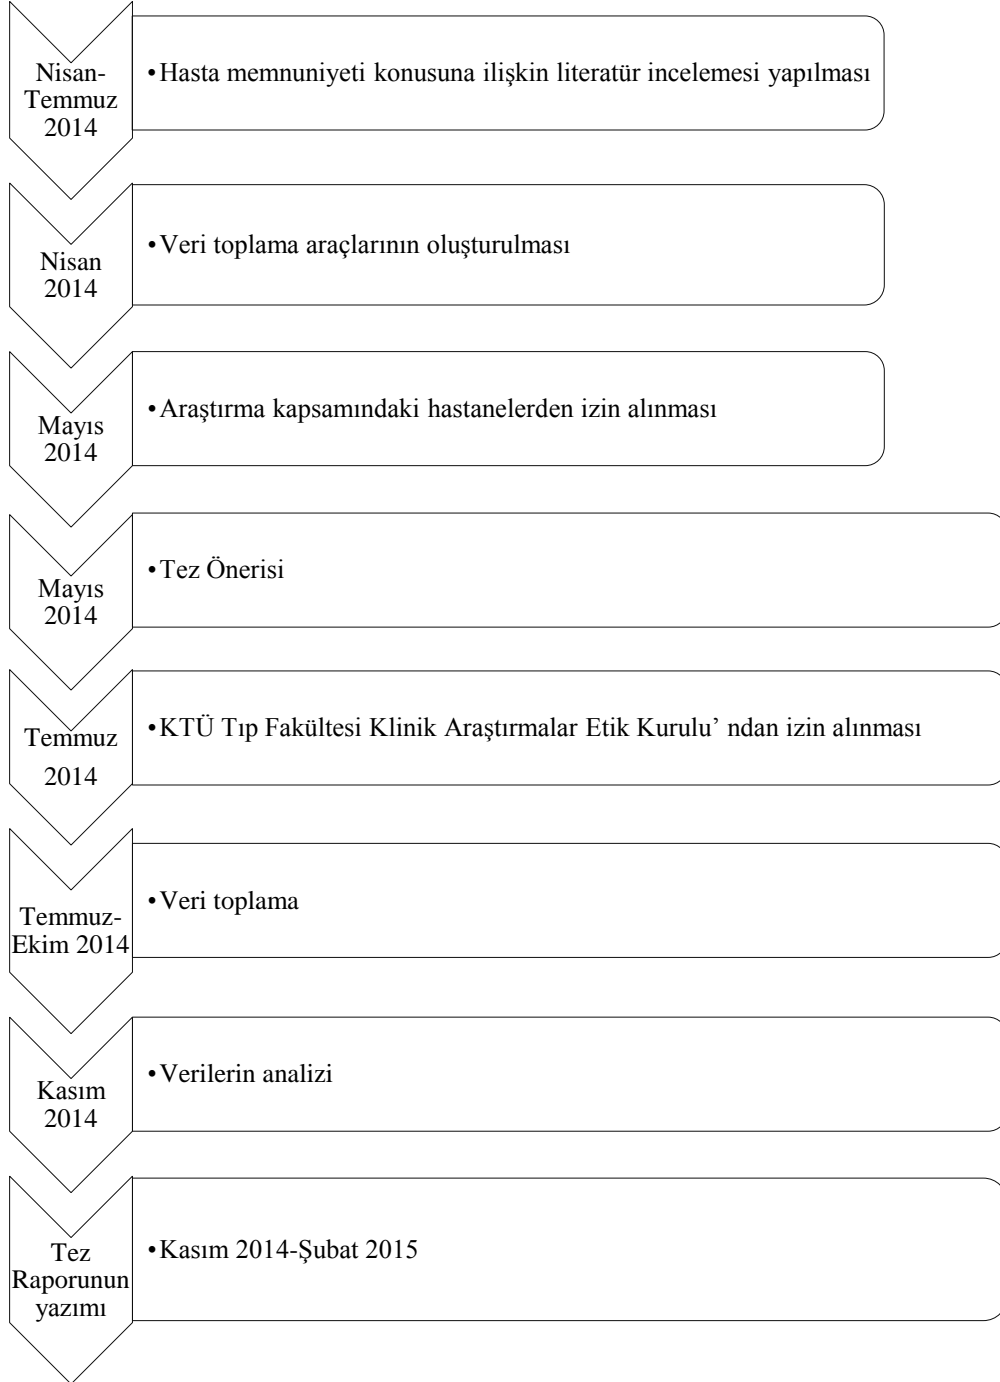 Nisan-
Temmuz
2014
•Hasta memnuniyeti konusuna ilişkin literatür incelemesi yapılması
Nisan
2014
•Veri toplama araçlarının oluşturulması
Mayıs
2014
•Araştırma kapsamındaki hastanelerden izin alınması
Mayıs
2014
•Tez Önerisi
Temmuz
2014
•KTÜ Tıp Fakültesi Klinik Araştırmalar Etik Kurulu’ ndan izin alınması
Temmuz-
Ekim 2014
•Veri toplama
Kasım
2014
•Verilerin analizi
Tez
Raporunun
yazımı
•Kasım 2014-Şubat 2015